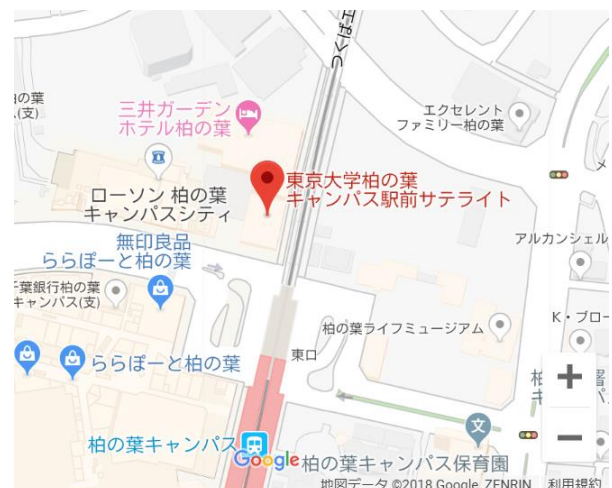 つくばエ
の葉
(支)
三井ガーデン
ホテル柏の葉
エクセレント
ファミリー柏の葉
ローソン 柏の葉
キャンパスシティ
東京大学柏の葉
キャンパス駅前サテライト
メ
無印良品
ららぽーと柏の葉
アルカンシェル
葉銀行柏の葉
キャンパス(支)
K・ブロー
柏の葉ライフミュージアム
東口
ららぽーと柏の葉
+
−
柏の葉キャンパス
Google
文
柏の葉キャンパス保育園
地図データ ©2018 Google, ZENRIN
利用規約